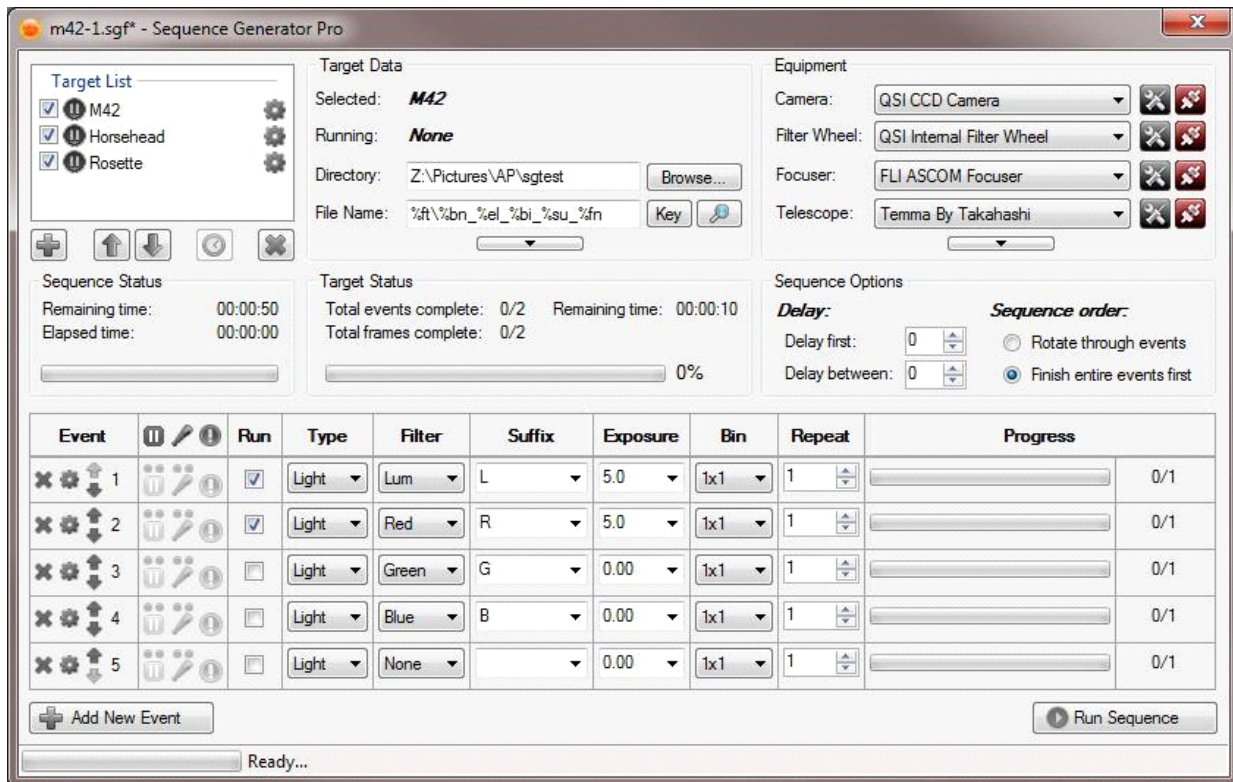 m42-1.sgf* - Sequence Generator Pro
Target List
M42
Horsehead
Rosette
Target Data
Selected: M42
Running: None
Directory: Z:\Pictures\AP\sgtest Browse...
File Name: %ft\%bn_%el_%bi_%su_%fn Key
Equipment
Camera: QSI CCD Camera
Filter Wheel: QSI Internal Filter Wheel
Focuser: FLI ASCOM Focuser
Telescope: Temma By Takahashi
Sequence Status
Remaining time: 00:00:50
Elapsed time: 00:00:00
Target Status
Total events complete: 0/2 Remaining time: 00:00:10
Total frames complete: 0/2
0%
Sequence Options
Delay: Sequence order:
Delay first: 0 Rotate through events
Delay between: 0 Finish entire events first
Event Run Type Filter Suffix Exposure Bin Repeat Progress
1 Light Lum L 5.0 1x1 1 0/1
2 Light Red R 5.0 1x1 1 0/1
3 Light Green G 0.00 1x1 1 0/1
4 Light Blue B 0.00 1x1 1 0/1
5 Light None 0.00 1x1 1 0/1
Add New Event Run Sequence
Ready...